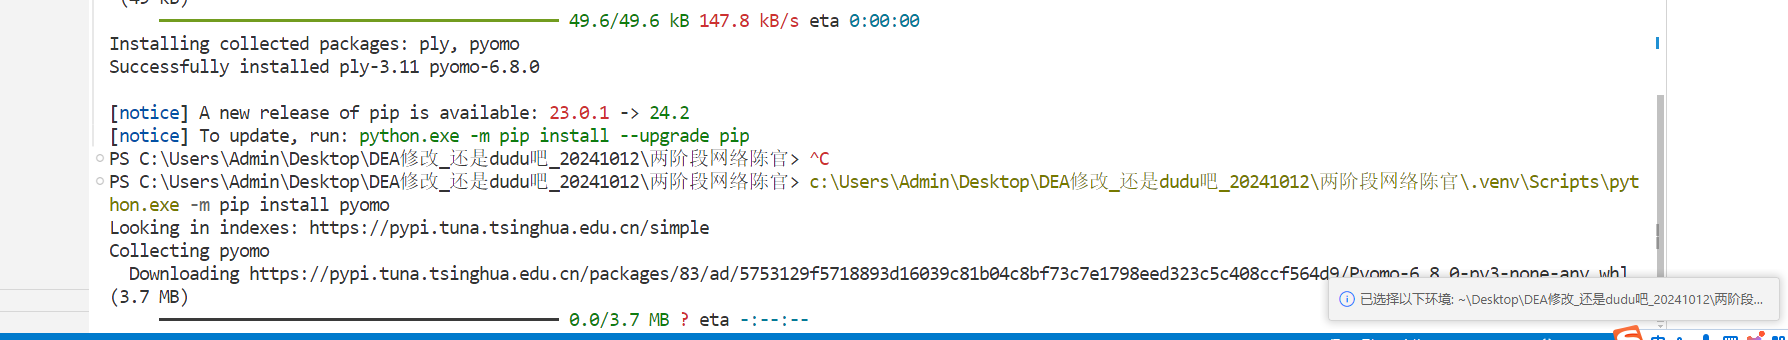 (49 KB)
49.6/49.6 kB 147.8 kB/s eta 0:00:00
Installing collected packages: ply, pyomo
Successfully installed ply-3.11 pyomo-6.8.0
[notice] A new release of pip is available: 23.0.1 -> 24.2
[notice] To update, run: python.exe -m pip install --upgrade pip
PS C:\Users\Admin\Desktop\DEA修改_还是dudu吧_20241012\两阶段网络陈官> ^C
PS C:\Users\Admin\Desktop\DEA修改_还是dudu吧_20241012\两阶段网络陈官> c:\Users\Admin\Desktop\DEA修改_还是dudu吧_20241012\两阶段网络陈官\.venv\Scripts\pyt
hon.exe -m pip install pyomo
Looking in indexes: https://pypi.tuna.tsinghua.edu.cn/simple
Collecting pyomo
Downloading https://pypi.tuna.tsinghua.edu.cn/packages/83/ad/5753129f5718893d16039c81b04c8bf73c7e1798eed323c5c408ccf564d9/Pyomo-6.8.0-py3-none-any.whl
(3.7 MB)
已选择以下环境: ~\Desktop\DEA修改_还是dudu吧_20241012\两阶段...
0.0/3.7 MB ? eta -:--:--